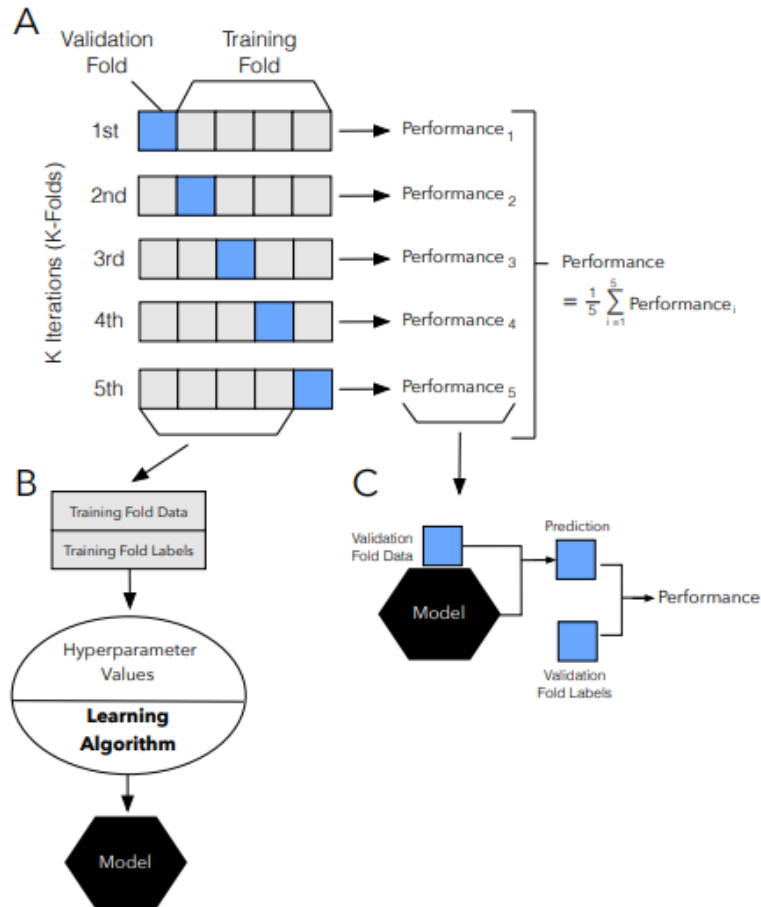 A
Validation
Fold
Training
Fold
K Iterations (K-Folds)
1st
Performance 1
2nd
Performance 2
3rd
Performance 3
4th
Performance 4
5th
Performance 5
Performance
= 1/5 5 ∑ i=1 Performance i
B
Training Fold Data
Training Fold Labels
Hyperparameter
Values
Learning
Algorithm
Model
C
Validation
Fold Data
Model
Prediction
Validation
Fold Labels
Performance